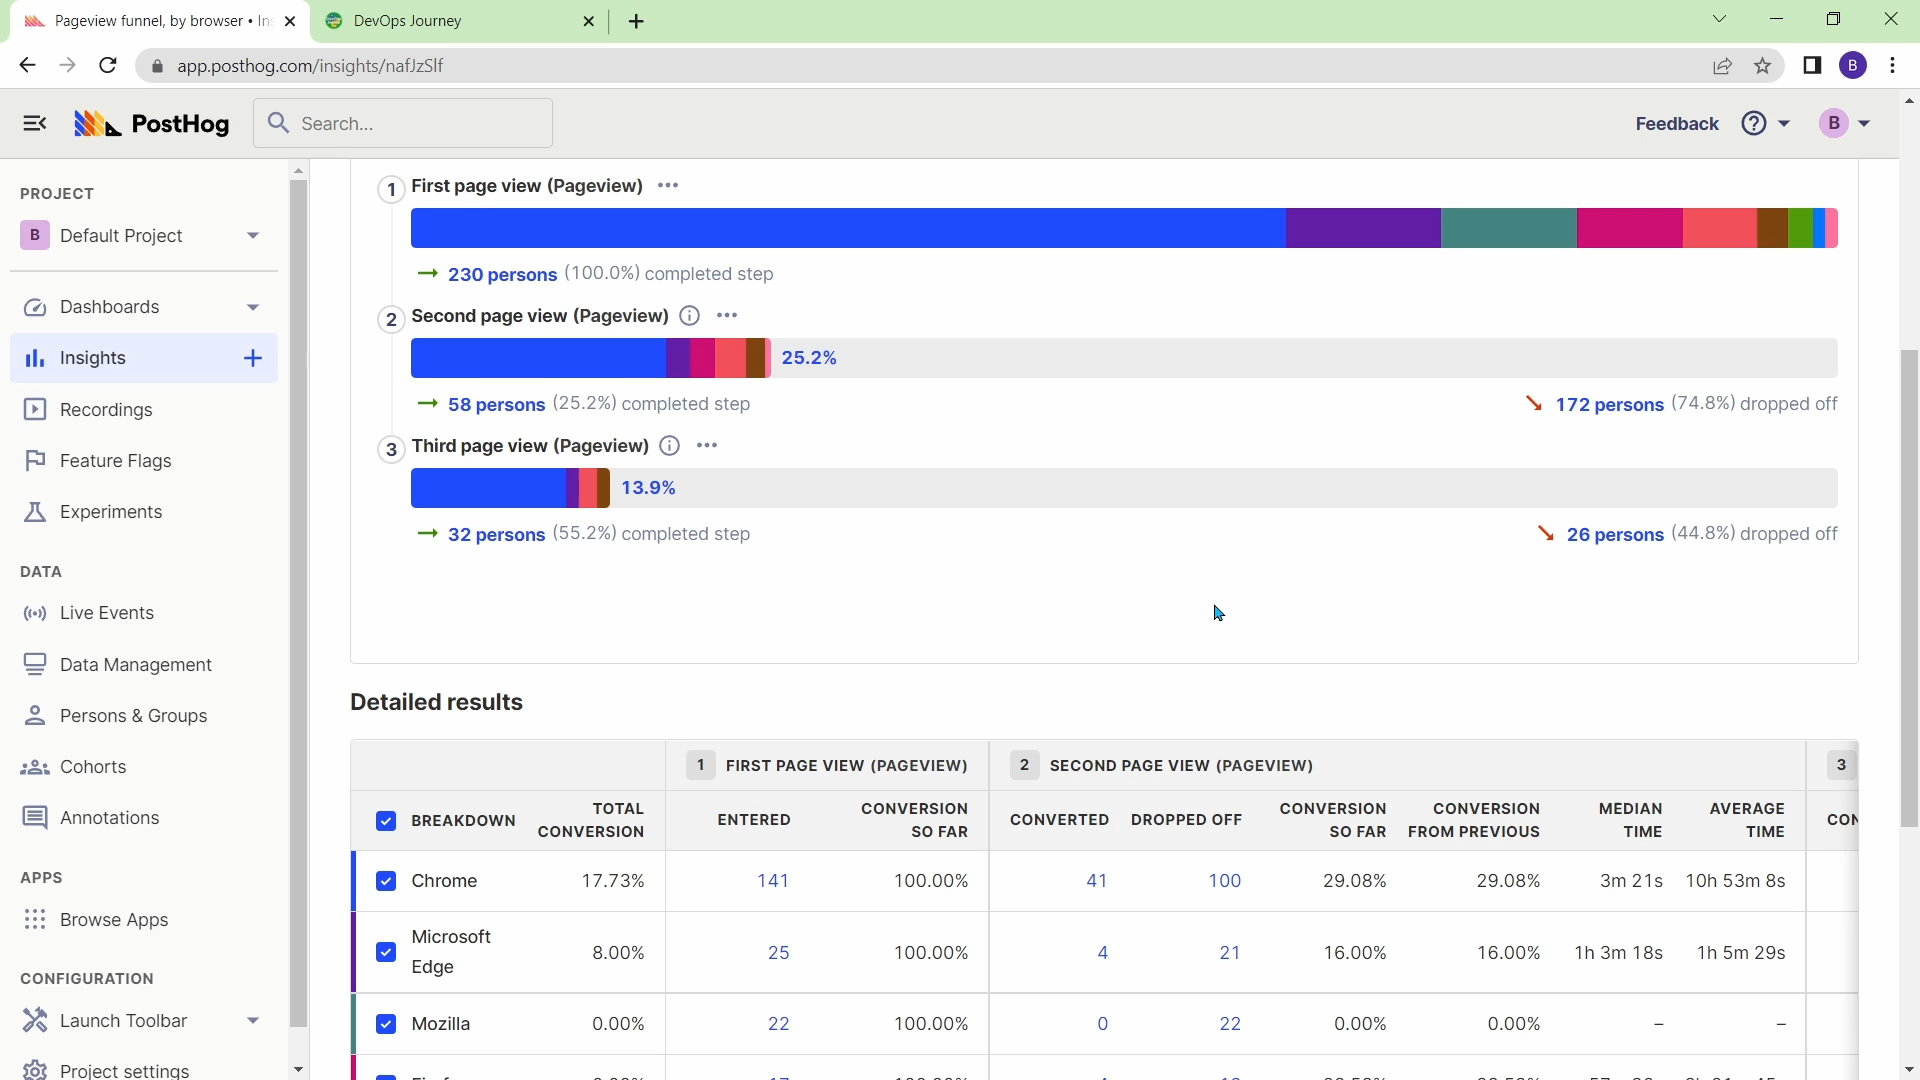 Pageview funnel, by browser • In
DevOps Journey
app.posthog.com/insights/nafJzSlf
B
PostHog
Search...
Feedback
B
PROJECT
B Default Project
Dashboards
Insights
Recordings
Feature Flags
Experiments
DATA
Live Events
Data Management
Persons & Groups
Cohorts
Annotations
APPS
Browse Apps
CONFIGURATION
Launch Toolbar
Project settings
1 First page view (Pageview)
230 persons (100.0%) completed step
2 Second page view (Pageview)
25.2%
58 persons (25.2%) completed step
172 persons (74.8%) dropped off
3 Third page view (Pageview)
13.9%
32 persons (55.2%) completed step
26 persons (44.8%) dropped off
Detailed results
1 FIRST PAGE VIEW (PAGEVIEW) 2 SECOND PAGE VIEW (PAGEVIEW) 3
BREAKDOWN TOTAL CONVERSION ENTERED CONVERSION SO FAR CONVERTED DROPPED OFF CONVERSION SO FAR CONVERSION FROM PREVIOUS MEDIAN TIME AVERAGE TIME CON
Chrome 17.73% 141 100.00% 41 100 29.08% 29.08% 3m 21s 10h 53m 8s
Microsoft Edge 8.00% 25 100.00% 4 21 16.00% 16.00% 1h 3m 18s 1h 5m 29s
Mozilla 0.00% 22 100.00% 0 22 0.00% 0.00% – –